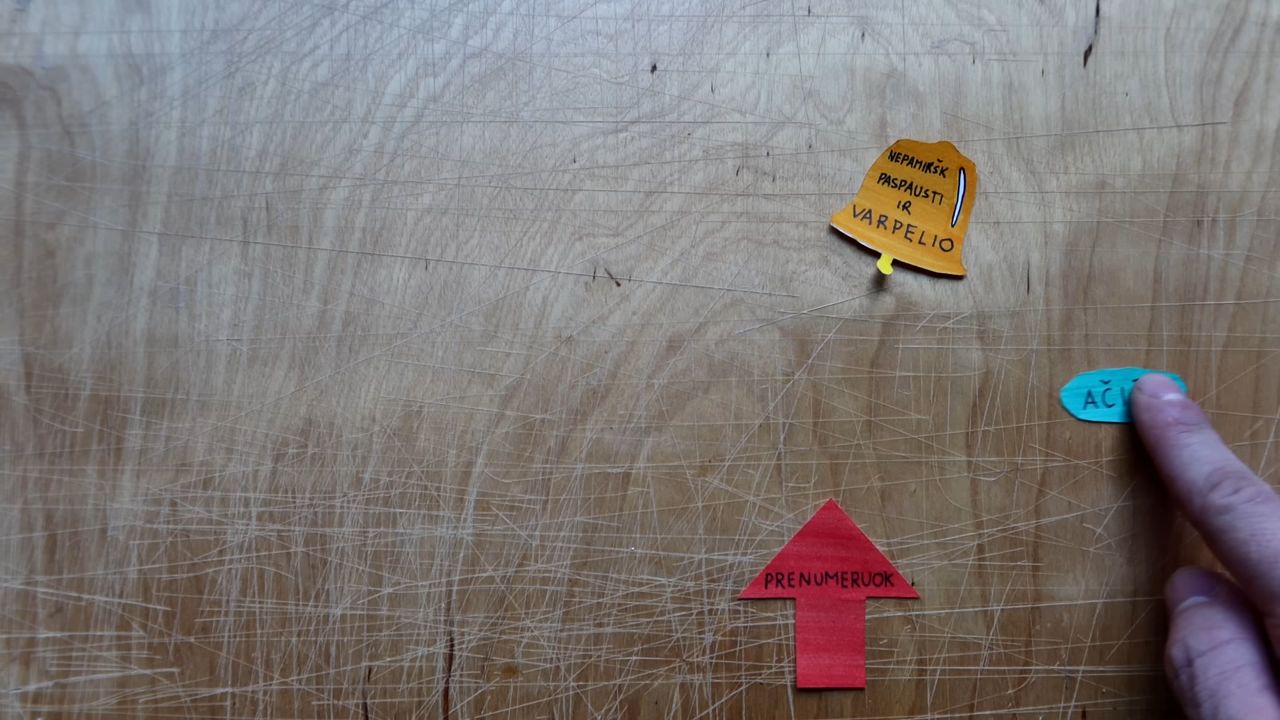 NEPAMIRŠK
PASPAUSTI
IR
VARPELIO
PRENUMERUOK